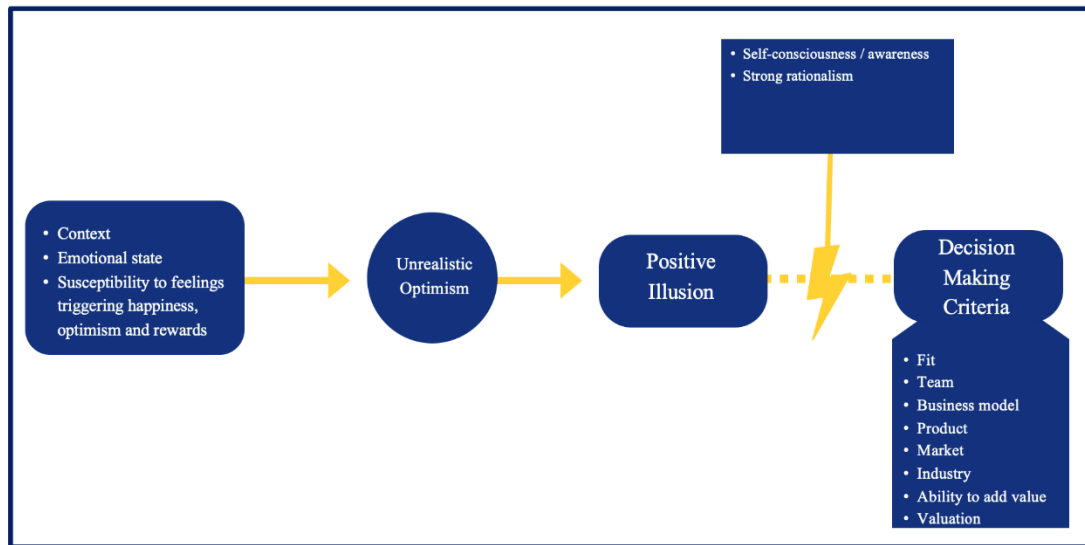 • Self-consciousness / awareness
• Strong rationalism
• Context
• Emotional state
• Susceptibility to feelings
triggering happiness,
optimism and rewards
Unrealistic
Optimism
Positive
Illusion
Decision
Making
Criteria
• Fit
• Team
• Business model
• Product
• Market
• Industry
• Ability to add value
• Valuation